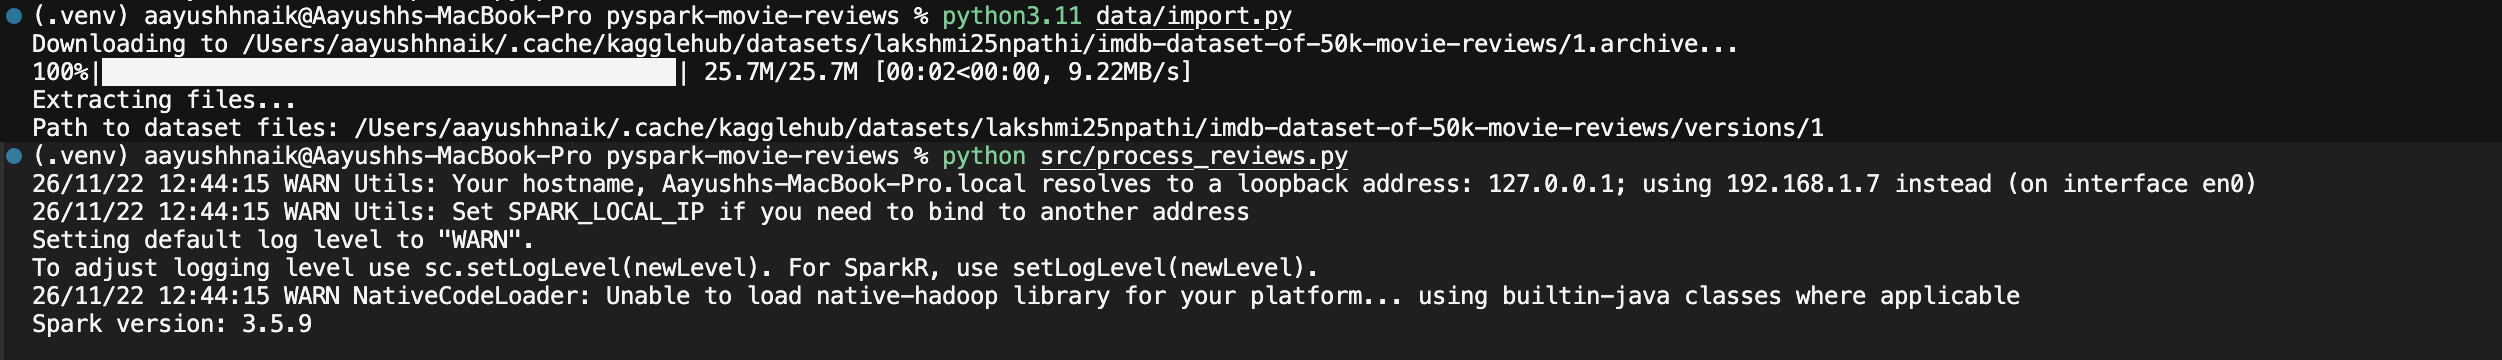 (.venv) aayushhnaik@Aayushhs-MacBook-Pro pyspark-movie-reviews % python3.11 data/import.py
Downloading to /Users/aayushhnaik/.cache/kagglehub/datasets/lakshmi25npathi/imdb-dataset-of-50k-movie-reviews/1.archive...
100%|██████████████████████████████████████| 25.7M/25.7M [00:02<00:00, 9.22MB/s]
Extracting files...
Path to dataset files: /Users/aayushhnaik/.cache/kagglehub/datasets/lakshmi25npathi/imdb-dataset-of-50k-movie-reviews/versions/1
(.venv) aayushhnaik@Aayushhs-MacBook-Pro pyspark-movie-reviews % python src/process_reviews.py
26/11/22 12:44:15 WARN Utils: Your hostname, Aayushhs-MacBook-Pro.local resolves to a loopback address: 127.0.0.1; using 192.168.1.7 instead (on interface en0)
26/11/22 12:44:15 WARN Utils: Set SPARK_LOCAL_IP if you need to bind to another address
Setting default log level to "WARN".
To adjust logging level use sc.setLogLevel(newLevel). For SparkR, use setLogLevel(newLevel).
26/11/22 12:44:15 WARN NativeCodeLoader: Unable to load native-hadoop library for your platform... using builtin-java classes where applicable
Spark version: 3.5.9